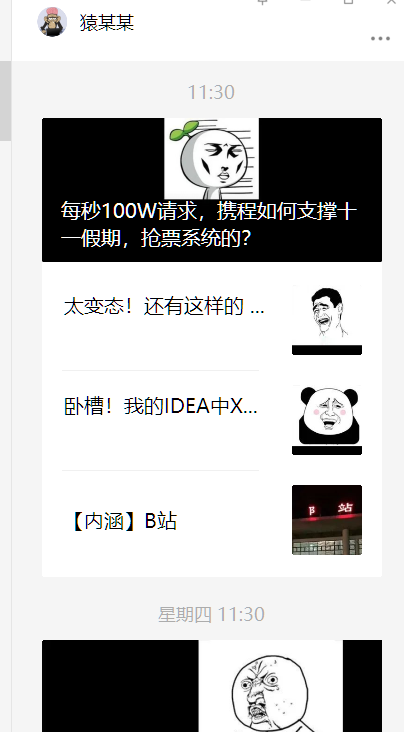 猿某某
11:30
每秒100W请求，携程如何支撑十
一假期，抢票系统的？
太变态！还有这样的 ...
卧槽！我的IDEA中X...
【内涵】B站
B 站
星期四 11:30